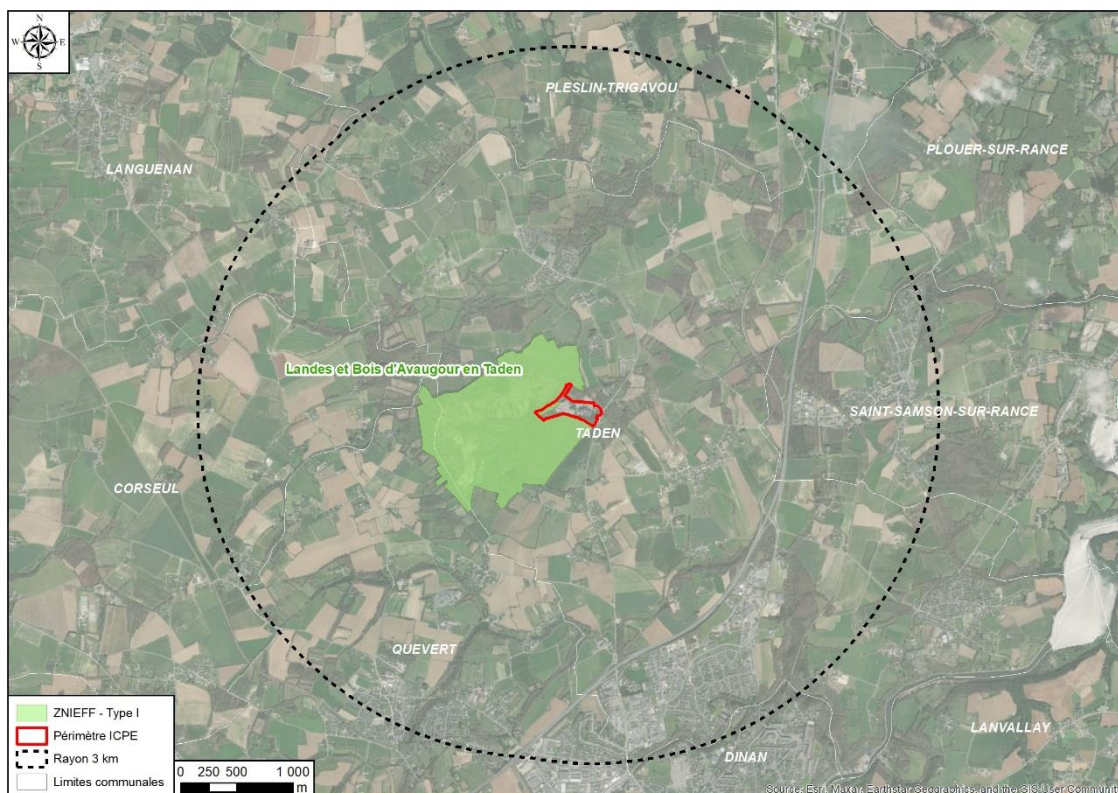 N
W E
S
PLESLIN-TRIGAVOU
PLOUER-SUR-RANCE
LANGUENAN
Landes et Bois d'Avaugour en Taden
SAINT-SAMSON-SUR-RANCE
TADEN
CORSEUL
QUEVERT
LANVALLAY
DINAN
ZNIEFF - Type I
Périmètre ICPE
Rayon 3 km
Limites communales
0 250 500 1 000
m
Source: Esri, Maxar, Earthstar Geographics, and the GIS User Communi